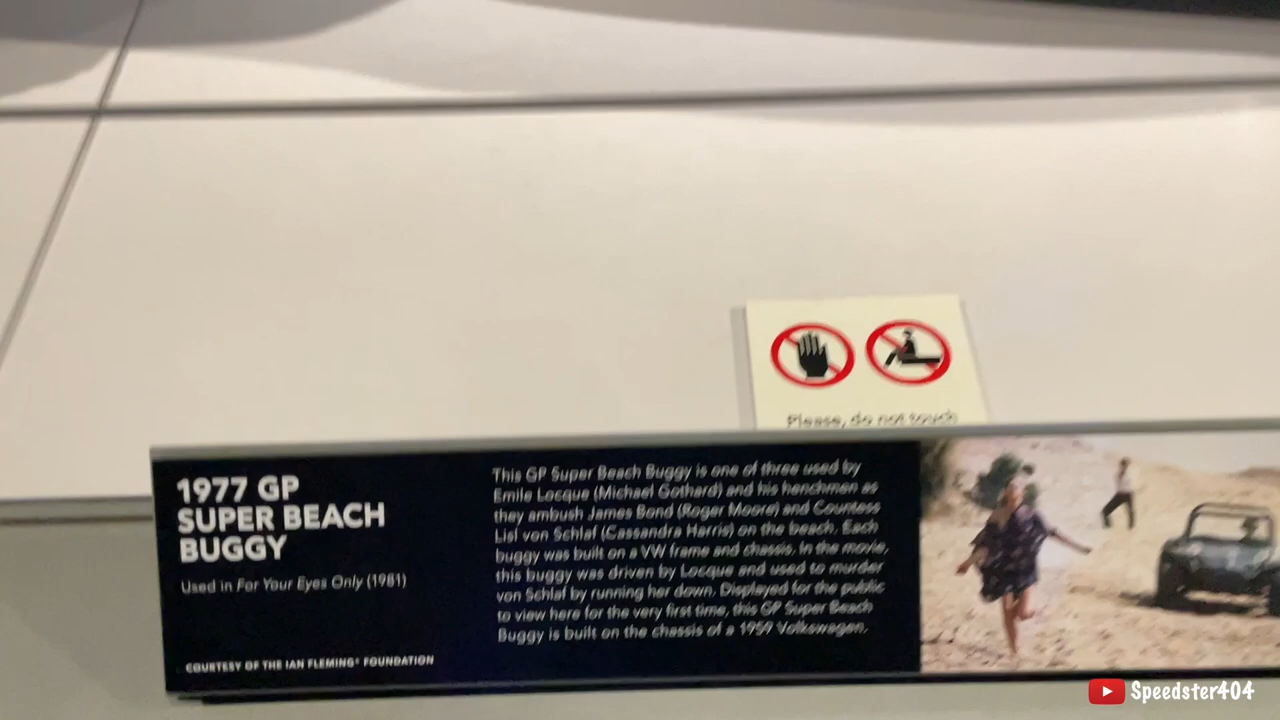 Please, do not touch
1977 GP
SUPER BEACH
BUGGY
Used in For Your Eyes Only (1981)
COURTESY OF THE IAN FLEMING® FOUNDATION
This GP Super Beach Buggy is one of three used by
Emile Locque (Michael Gothard) and his henchmen as
they ambush James Bond (Roger Moore) and Countess
Lisl von Schlaf (Cassandra Harris) on the beach. Each
buggy was built on a VW frame and chassis. In the movie,
this buggy was driven by Locque and used to murder
von Schlaf by running her down. Displayed for the public
to view here for the very first time, this GP Super Beach
Buggy is built on the chassis of a 1959 Volkswagen.
Speedster404